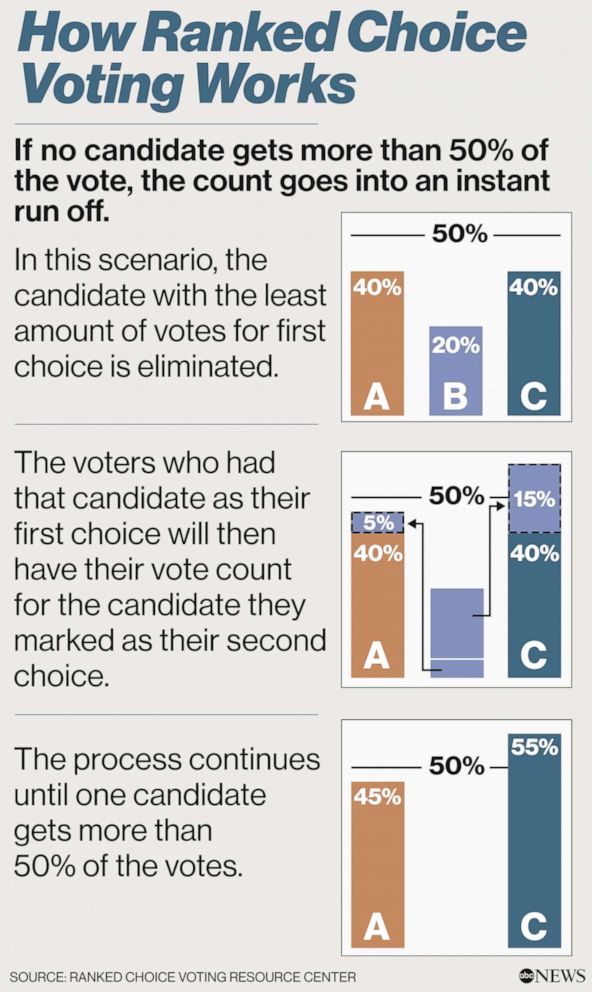 How Ranked Choice
Voting Works
If no candidate gets more than 50% of
the vote, the count goes into an instant
run off.
In this scenario, the
candidate with the least
amount of votes for first
choice is eliminated.
50%
40%
40%
20%
A
B
C
The voters who had
that candidate as their
first choice will then
have their vote count
for the candidate they
marked as their second
choice.
50%
15%
5%
40%
40%
A
C
The process continues
until one candidate
gets more than
50% of the votes.
55%
50%
45%
A
C
SOURCE: RANKED CHOICE VOTING RESOURCE CENTER
abc NEWS